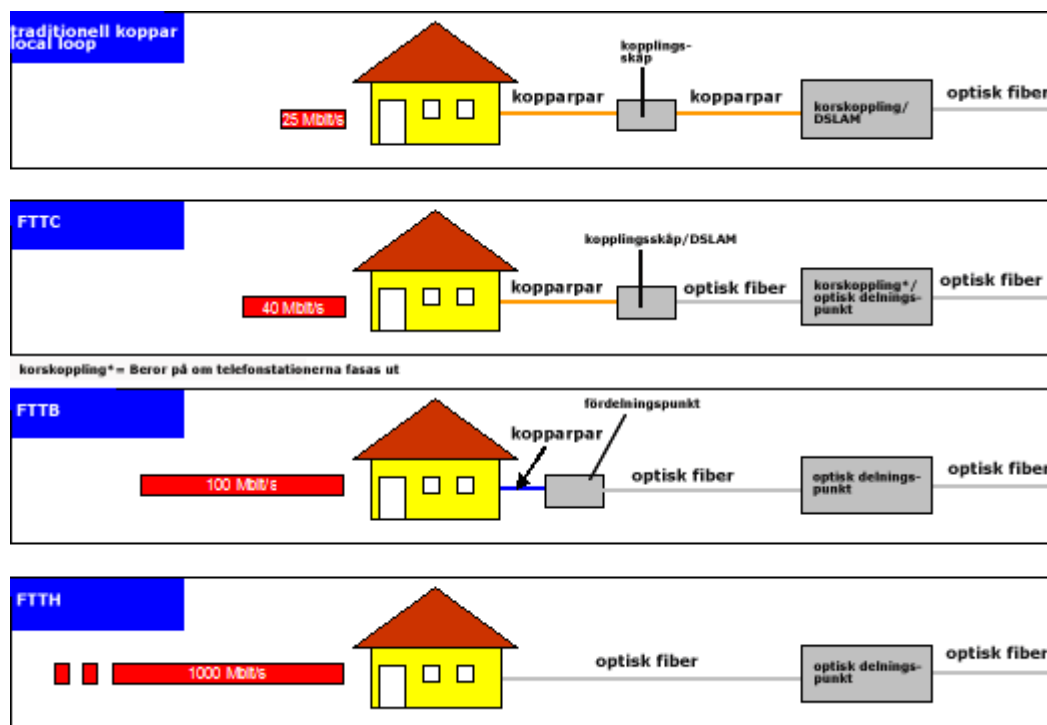 traditionell koppar
local loop
kopplings-
skåp
kopparpar
kopparpar
optisk fiber
25 Mbit/s
korskoppling/
DSLAM
FTTC
kopplingsskåp/DSLAM
kopparpar
optisk fiber
optisk fiber
40 Mbit/s
korskoppling*/
optisk delnings-
punkt
korskoppling*= Beror på om telefonstationerna fasas ut
FTTB
fördelningspunkt
kopparpar
optisk fiber
optisk fiber
100 Mbit/s
optisk delnings-
punkt
FTTH
optisk fiber
optisk fiber
1000 Mbit/s
optisk delnings-
punkt